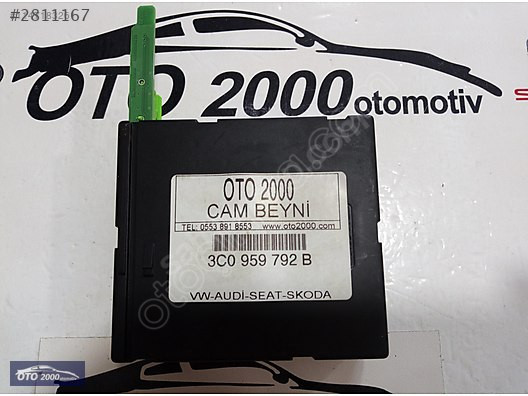 #2811167
OTO 2000 otomotiv
OTO 2000
CAM BEYNİ
TEL: 0553 891 8553 www.oto2000.com
3C0 959 792 B
VW-AUDİ-SEAT-SKODA
OTO 2000